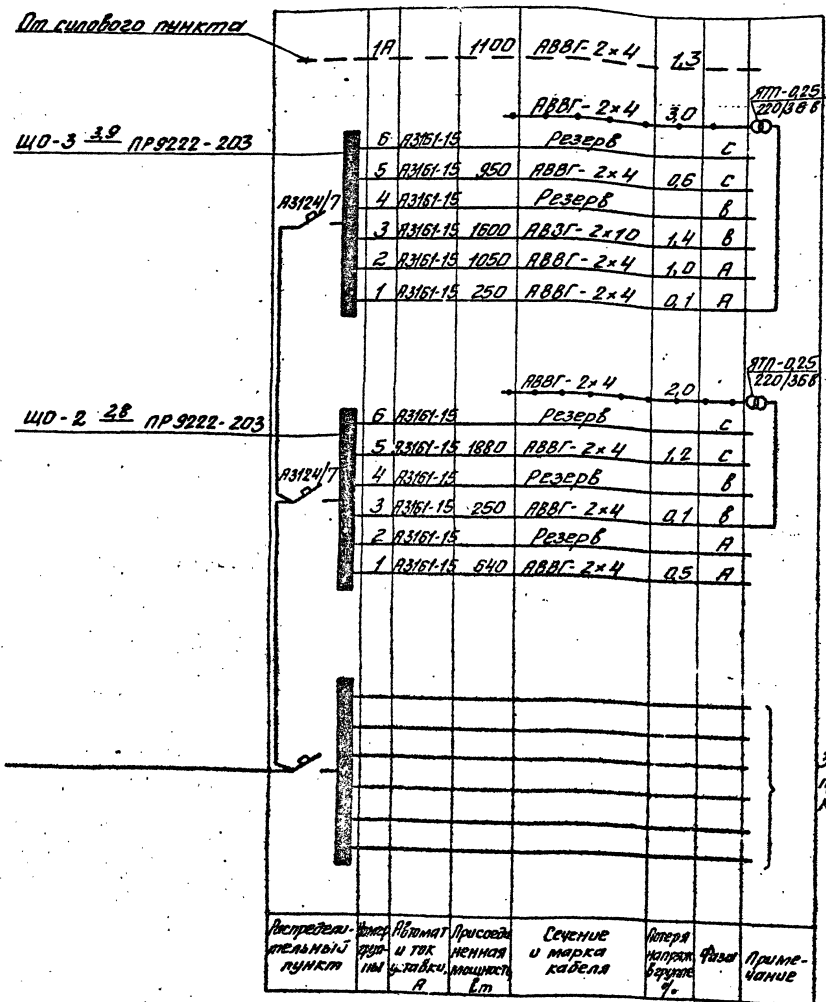 От силового пункта
1А 1100 АВВГ-2×4 1,3
АВВГ-2×4 3,0
ЯТП-0,25
220/36В
ЩО-3 3,9 ПР9222-203
6 А3161-15 Резерв С
5 А3161-15 950 АВВГ-2×4 0,6 С
А3124/7
4 А3161-15 Резерв В
3 А3161-15 1600 АВВГ-2×10 1,4 В
2 А3161-15 1050 АВВГ-2×4 1,0 А
1 А3161-15 250 АВВГ-2×4 0,1 А
АВВГ-2×4 2,0
ЯТП-0,25
220/36В
ЩО-2 2,8 ПР9222-203
6 А3161-15 Резерв С
5 А3161-15 1880 АВВГ-2×4 1,2 С
А3124/7
4 А3161-15 Резерв В
3 А3161-15 250 АВВГ-2×4 0,1 В
2 А3161-15 Резерв А
1 А3161-15 640 АВВГ-2×4 0,5 А
Распредели-
тельный
пункт
Номер
груп-
пы
Автомат
и ток
уставки,
А
Присоеди
ненная
мощность
Вт
Сечение
и марка
кабеля
Потеря
напряж.
в группе
%
Фаза
Приме-
чание